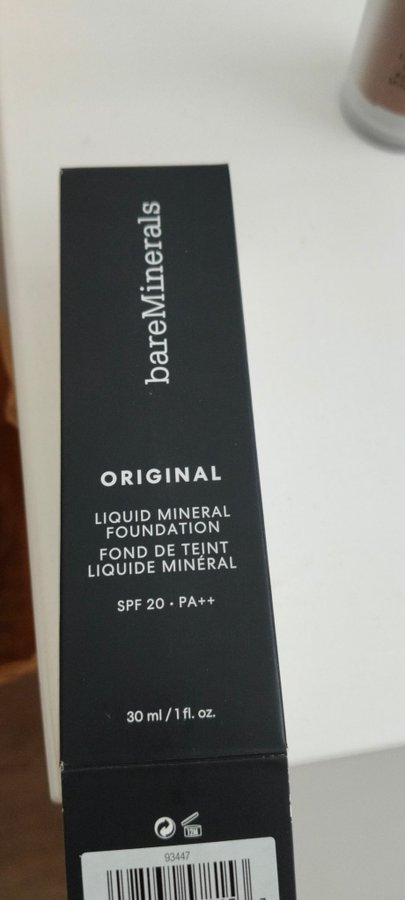 bareMinerals
ORIGINAL
LIQUID MINERAL
FOUNDATION
FOND DE TEINT
LIQUIDE MINÉRAL
SPF 20 • PA++
30 ml / 1 fl. oz.
12M
93447